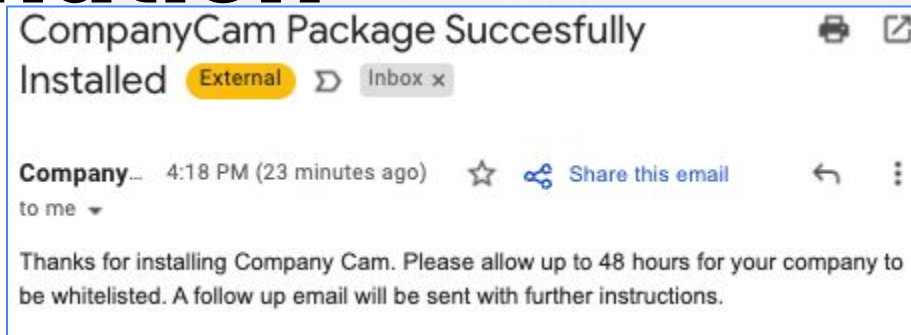 CompanyCam Package Succesfully
Installed External Inbox x
Company… 4:18 PM (23 minutes ago) Share this email
to me
Thanks for installing Company Cam. Please allow up to 48 hours for your company to
be whitelisted. A follow up email will be sent with further instructions.